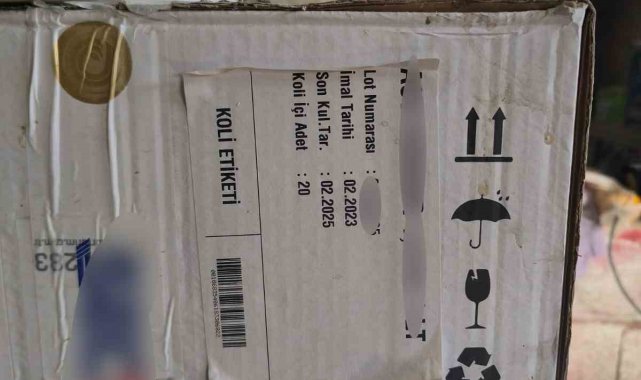 Lot Numarası :
İmal Tarihi : 02.2023
Son Kul.Tar. : 02.2025
Koli İçi Adet : 20
KOLİ ETİKETİ
233